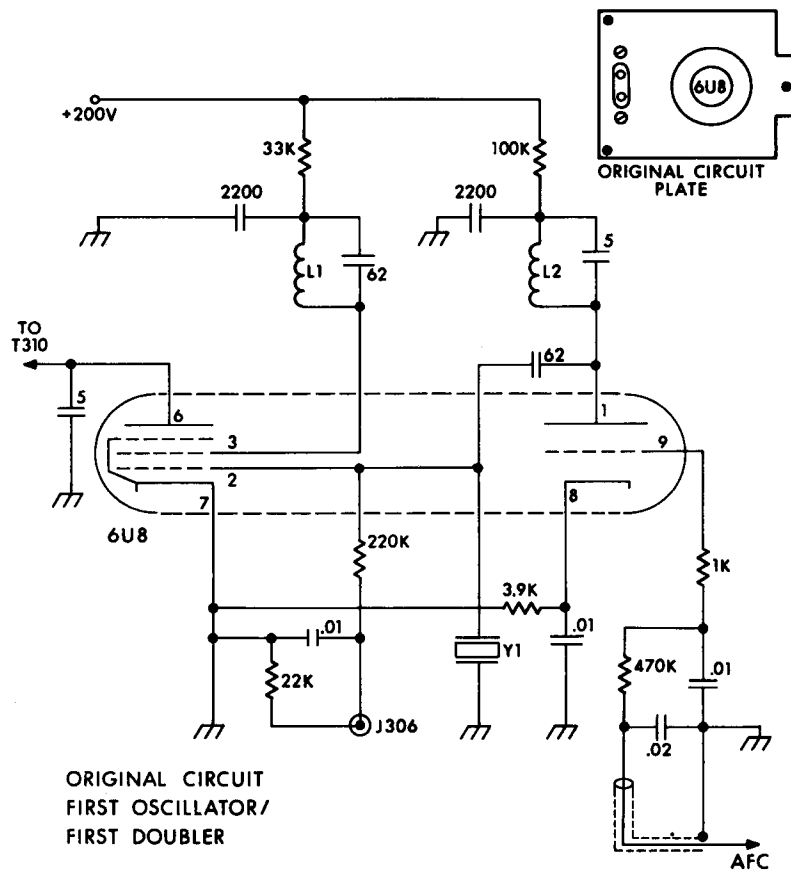 6U8
ORIGINAL CIRCUIT
PLATE
+200V
33K
100K
2200
2200
L1
62
L2
5
TO
T310
62
5
6
1
3
9
2
7
8
6U8
220K
1K
3.9K
.01
.01
Y1
470K
.01
22K
J306
.02
ORIGINAL CIRCUIT
FIRST OSCILLATOR/
FIRST DOUBLER
AFC